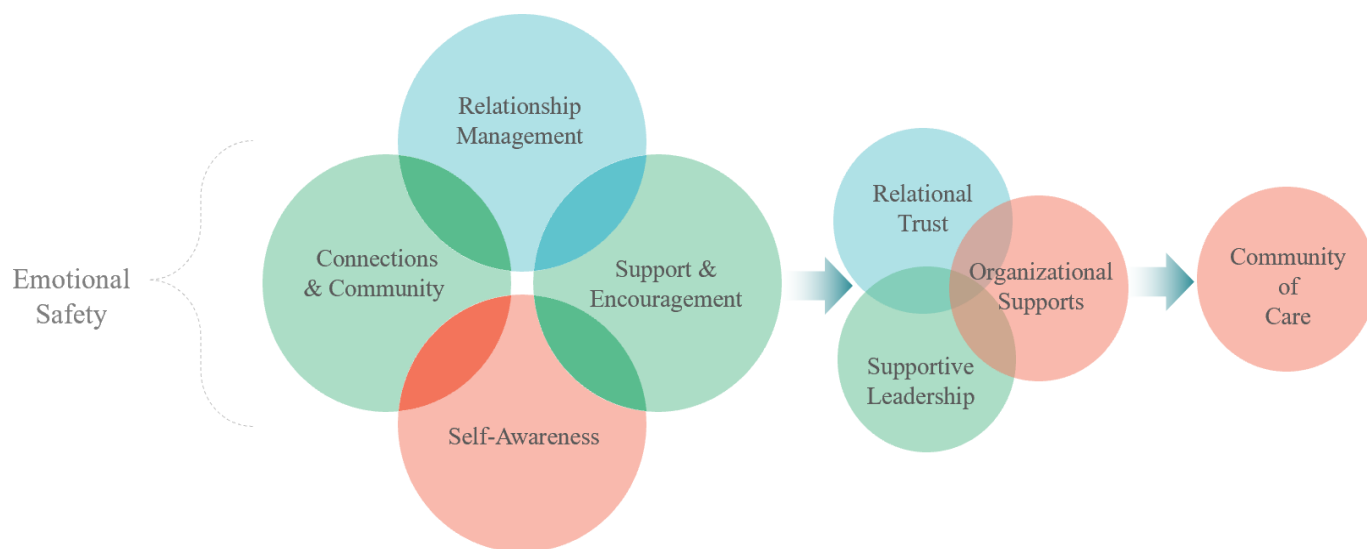 Emotional
Safety
Relationship
Management
Connections
& Community
Support &
Encouragement
Self-Awareness
Relational
Trust
Organizational
Supports
Supportive
Leadership
Community
of
Care